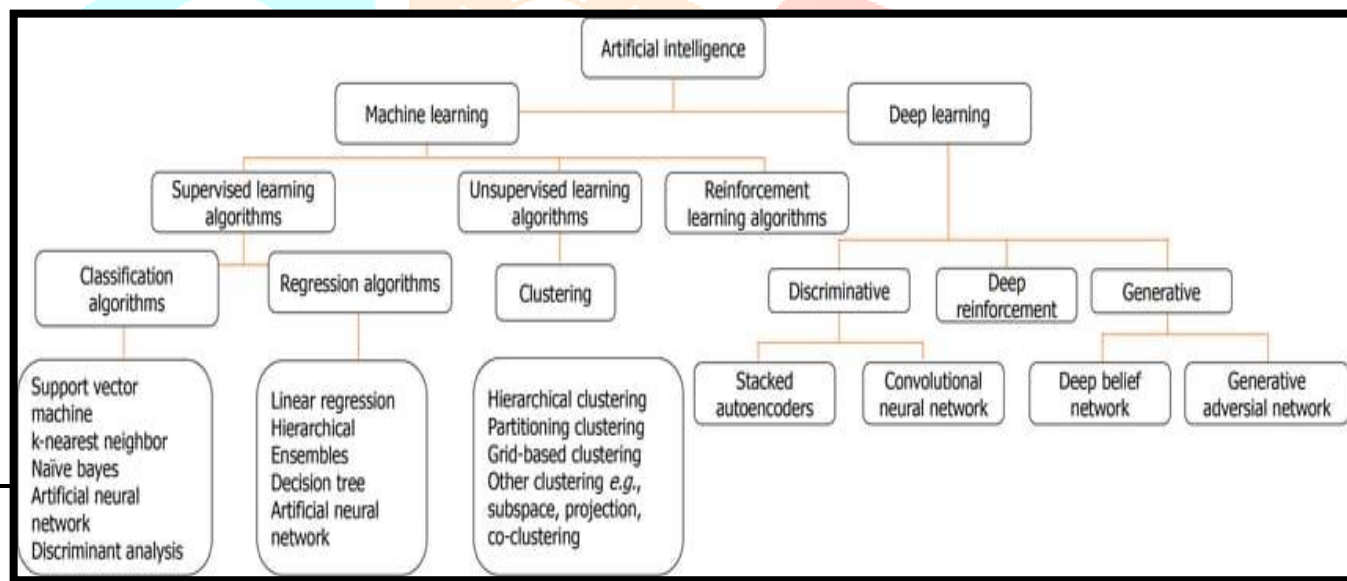 Artificial intelligence
Machine learning
Deep learning
Supervised learning
algorithms
Unsupervised learning
algorithms
Reinforcement
learning algorithms
Classification
algorithms
Regression algorithms
Clustering
Discriminative
Deep
reinforcement
Generative
Support vector
machine
k-nearest neighbor
Naïve bayes
Artificial neural
network
Discriminant analysis
Linear regression
Hierarchical
Ensembles
Decision tree
Artificial neural
network
Hierarchical clustering
Partitioning clustering
Grid-based clustering
Other clustering e.g.,
subspace, projection,
co-clustering
Stacked
autoencoders
Convolutional
neural network
Deep belief
network
Generative
adversial network